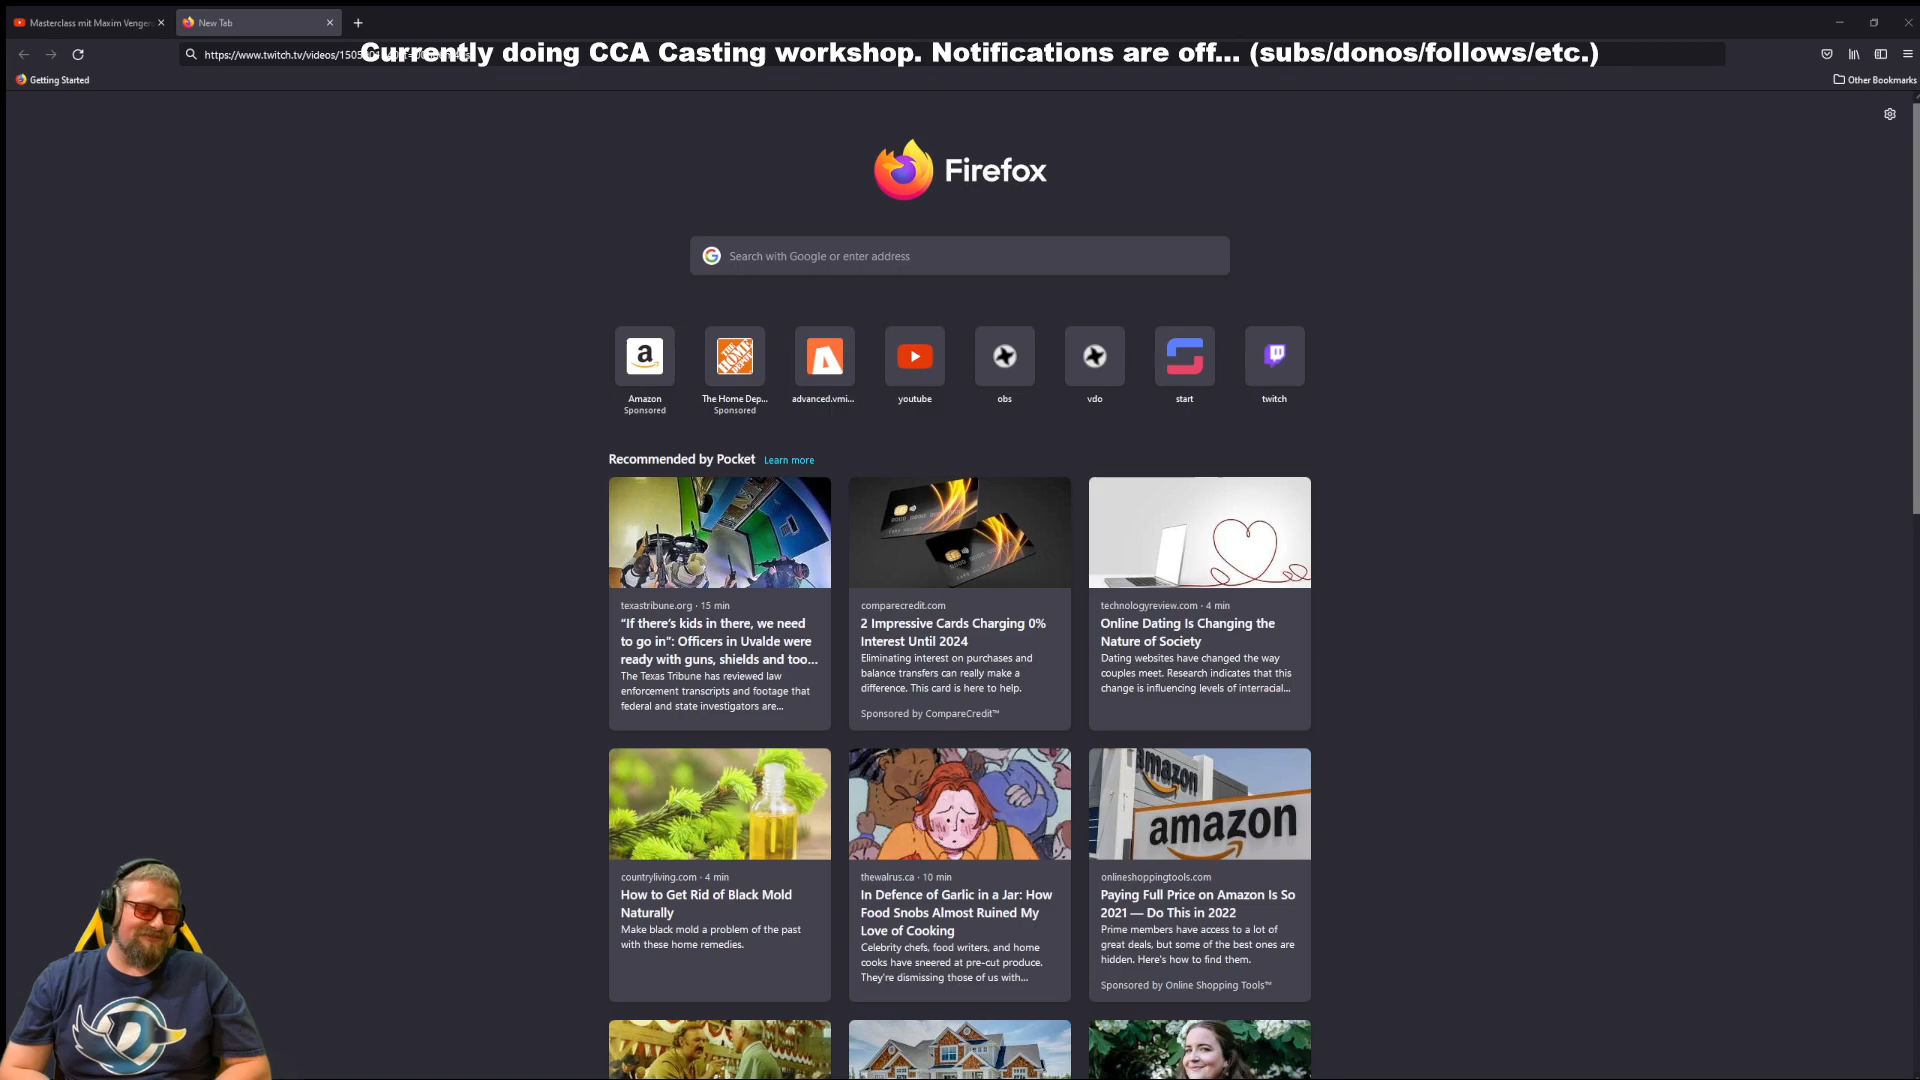 Masterclass mit Maxim Venger
New Tab
https://www.twitch.tv/videos/150
Currently doing CCA Casting workshop. Notifications are off... (subs/donos/follows/etc.)
Getting Started
Other Bookmarks
Firefox
Search with Google or enter address
Amazon
Sponsored
The Home Dep...
Sponsored
advanced.vmi...
youtube
obs
vdo
start
twitch
Recommended by Pocket Learn more
texastribune.org · 15 min
“If there’s kids in there, we need
to go in”: Officers in Uvalde were
ready with guns, shields and too...
The Texas Tribune has reviewed law
enforcement transcripts and footage that
federal and state investigators are...
comparecredit.com
2 Impressive Cards Charging 0%
Interest Until 2024
Eliminating interest on purchases and
balance transfers can really make a
difference. This card is here to help.
Sponsored by CompareCredit™
technologyreview.com · 4 min
Online Dating Is Changing the
Nature of Society
Dating websites have changed the way
couples meet. Research indicates that this
change is influencing levels of interracial...
countryliving.com · 4 min
How to Get Rid of Black Mold
Naturally
Make black mold a problem of the past
with these home remedies.
thewalrus.ca · 10 min
In Defence of Garlic in a Jar: How
Food Snobs Almost Ruined My
Love of Cooking
Celebrity chefs, food writers, and home
cooks have sneered at pre-cut produce.
They’re dismissing those of us with...
amazon
amazon
onlineshoppingtools.com
Paying Full Price on Amazon Is So
2021 — Do This in 2022
Prime members have access to a lot of
great deals, but some of the best ones are
hidden. Here's how to find them.
Sponsored by Online Shopping Tools™